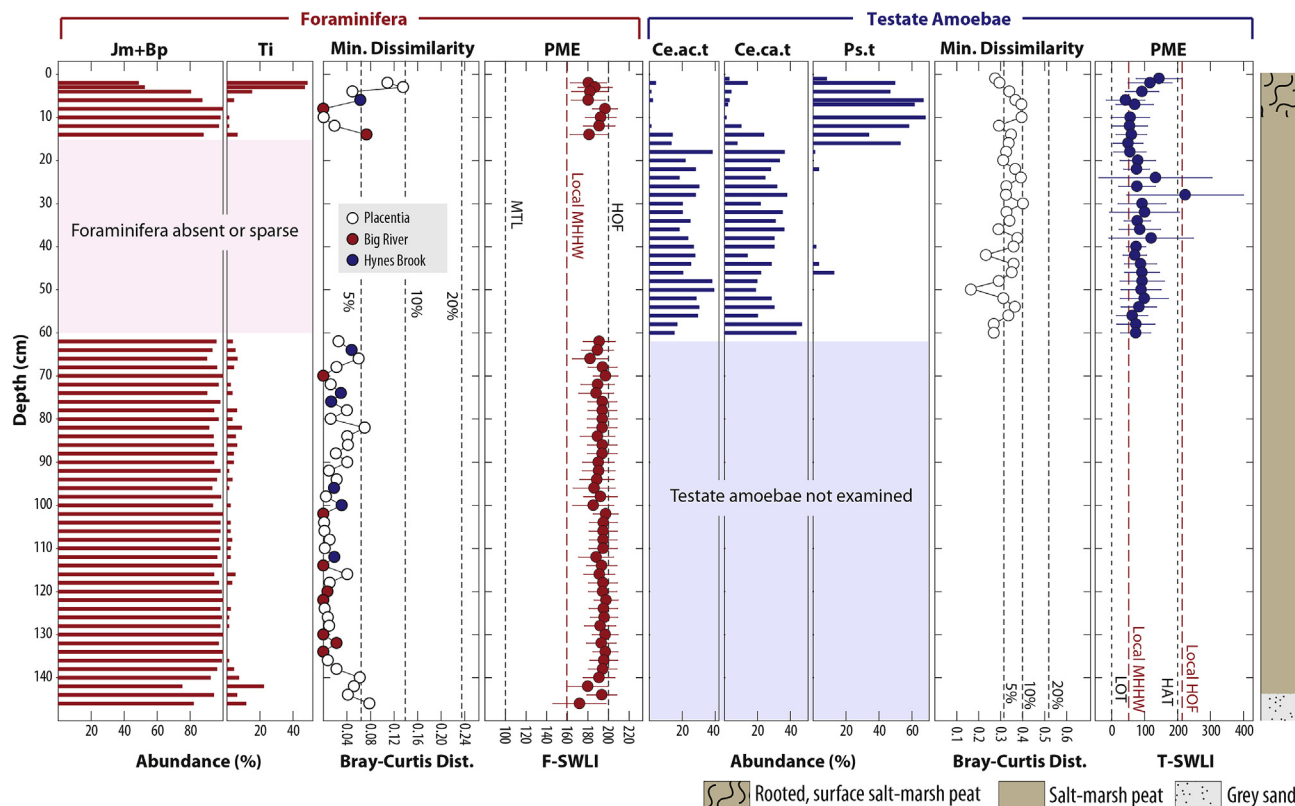 Foraminifera
Testate Amoebae
Jm+Bp
Ti
Min. Dissimilarity
PME
Ce.ac.t
Ce.ca.t
Ps.t
Min. Dissimilarity
PME
Depth (cm)
0
10
20
30
40
50
60
70
80
90
100
110
120
130
140
Foraminifera absent or sparse
Placentia
Big River
Hynes Brook
5%
10%
20%
MTL
Local MHHW
HOF
Testate amoebae not examined
5%
10%
20%
LOT
Local MHHW
HAT
Local HOF
20 40 60 80
20 40
0.04 0.08 0.12 0.16 0.20 0.24
100 120 140 160 180 200 220
20 40
20 40
20 40 60
0.1 0.2 0.3 0.4 0.5 0.6
0 100 200 300 400
Abundance (%)
Bray-Curtis Dist.
F-SWLI
Abundance (%)
Bray-Curtis Dist.
T-SWLI
Rooted, surface salt-marsh peat
Salt-marsh peat
Grey sand